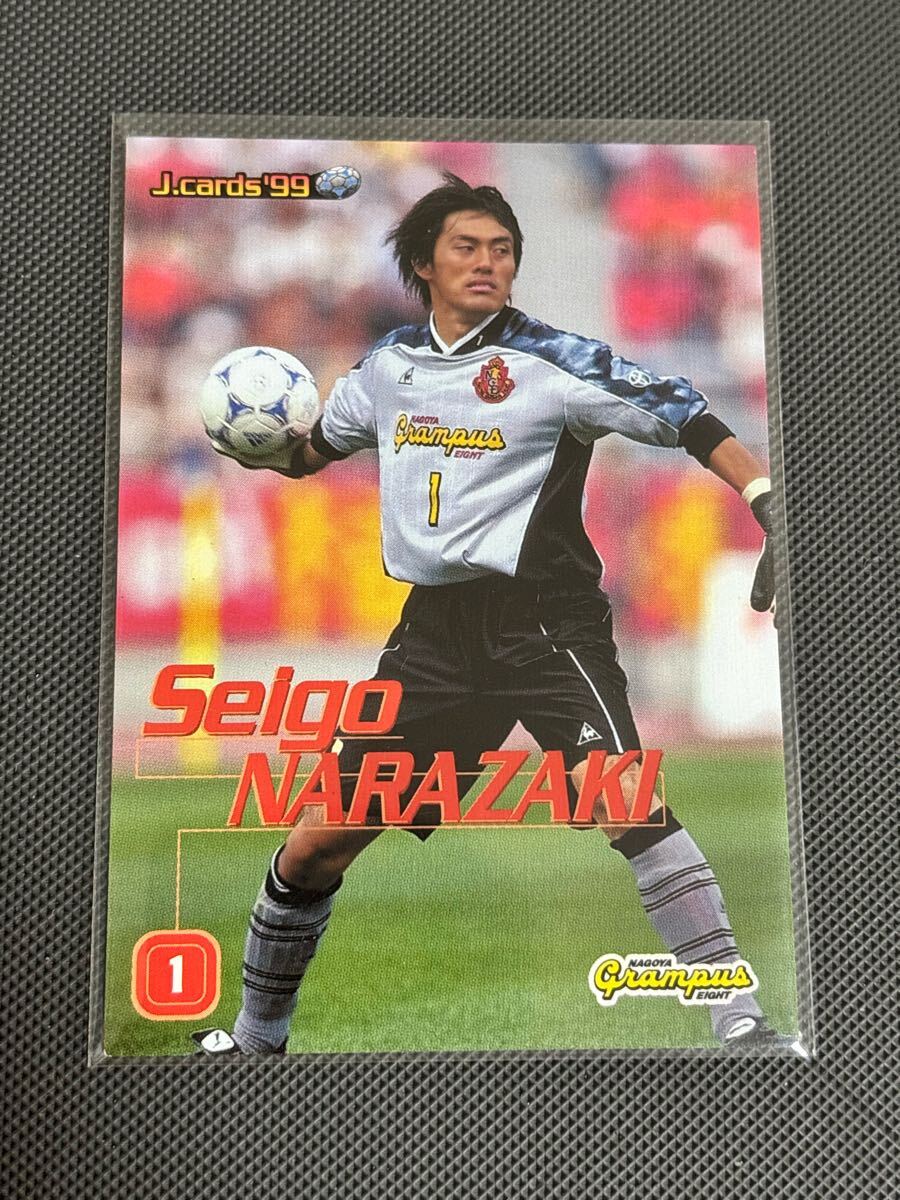 J.cards'99
NAGOYA
Grampus
EIGHT
1
Seigo
NARAZAKI
1
NAGOYA
Grampus
EIGHT